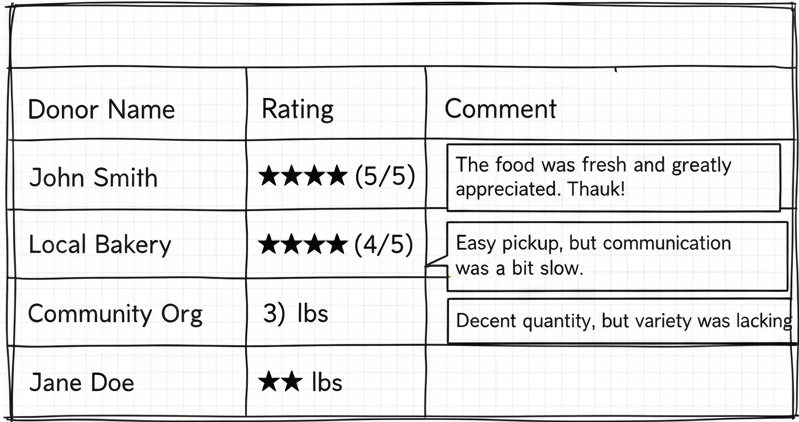 Donor Name Rating Comment
John Smith ★★★★ (5/5) The food was fresh and greatly
appreciated. Thauk!
Local Bakery ★★★★ (4/5) Easy pickup, but communication
was a bit slow.
Community Org 3) lbs Decent quantity, but variety was lacking
Jane Doe ★★ lbs